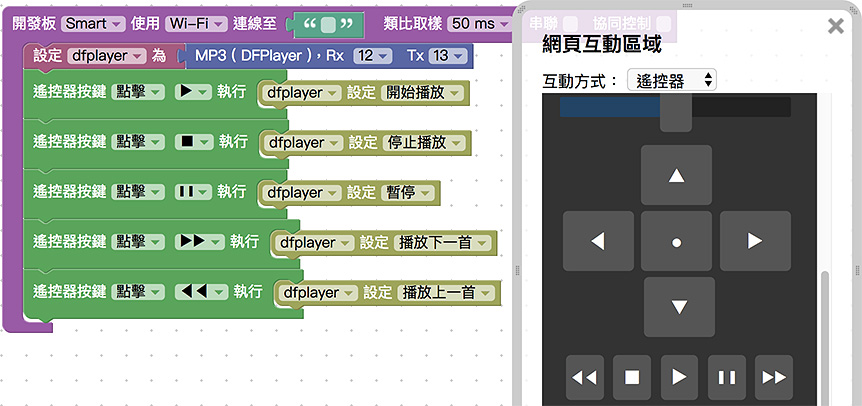 開發板 Smart 使用 Wi-Fi 連線至 “ ” 類比取樣 50 ms 串聯 協同控制
設定 dfplayer 為 MP3（DFPlayer），Rx 12 Tx 13
遙控器按鍵 點擊 ▶ 執行 dfplayer 設定 開始播放
遙控器按鍵 點擊 ■ 執行 dfplayer 設定 停止播放
遙控器按鍵 點擊 ❚❚ 執行 dfplayer 設定 暫停
遙控器按鍵 點擊 ▶▶ 執行 dfplayer 設定 播放下一首
遙控器按鍵 點擊 ◀◀ 執行 dfplayer 設定 播放上一首
網頁互動區域
互動方式： 遙控器